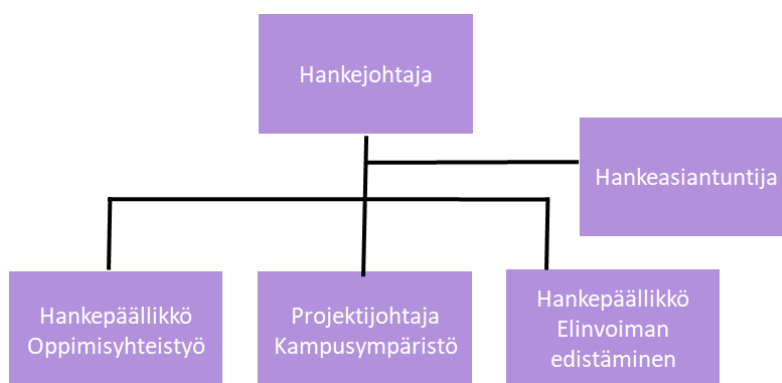 Hankejohtaja
Hankeasiantuntija
Hankepäällikkö
Oppimisyhteistyö
Projektijohtaja
Kampusympäristö
Hankepäällikkö
Elinvoiman
edistäminen